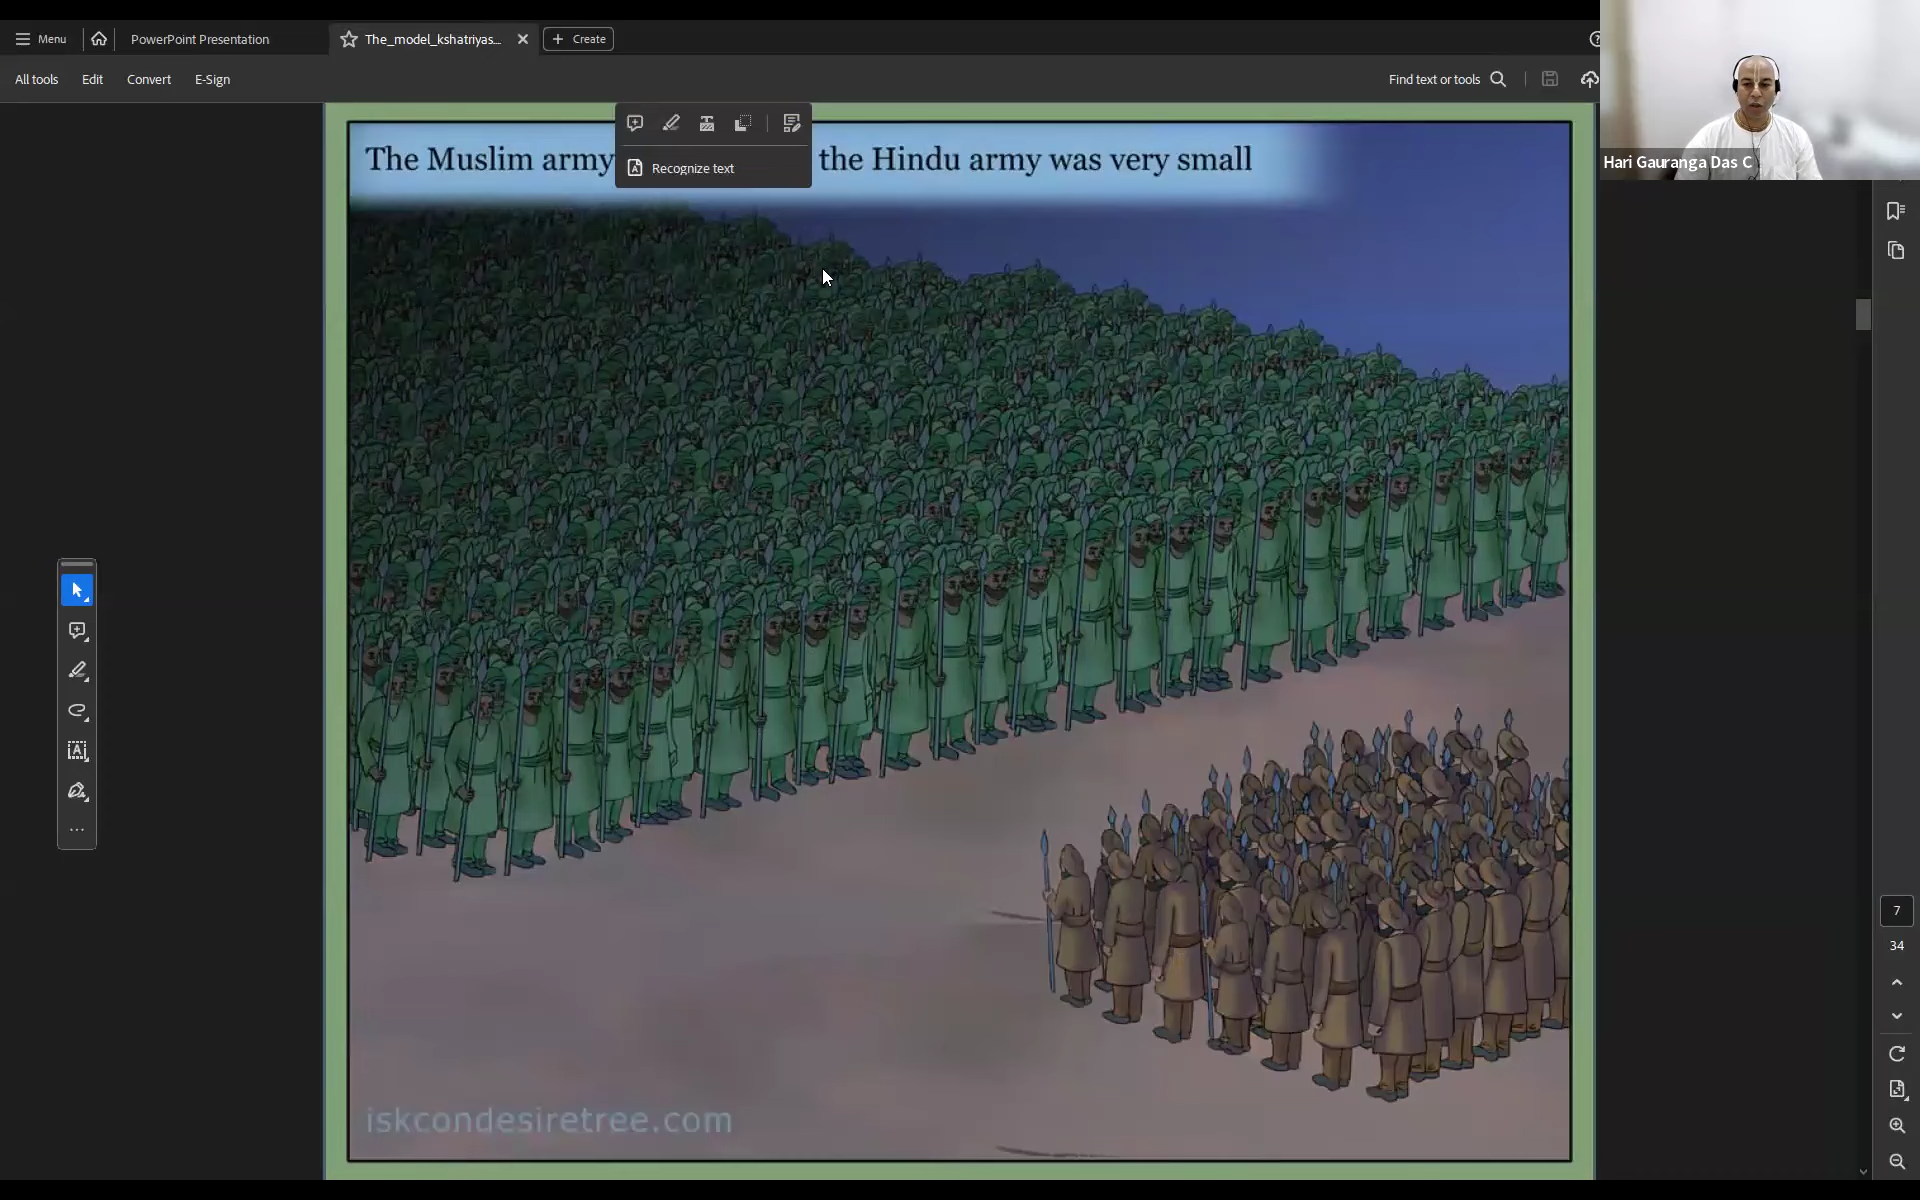 Menu
PowerPoint Presentation
The_model_kshatriyas...
Create
All tools
Edit
Convert
E-Sign
Find text or tools
Hari Gauranga Das C
The Muslim army
the Hindu army was very small
Recognize text
7
34
iskcondesiretree.com